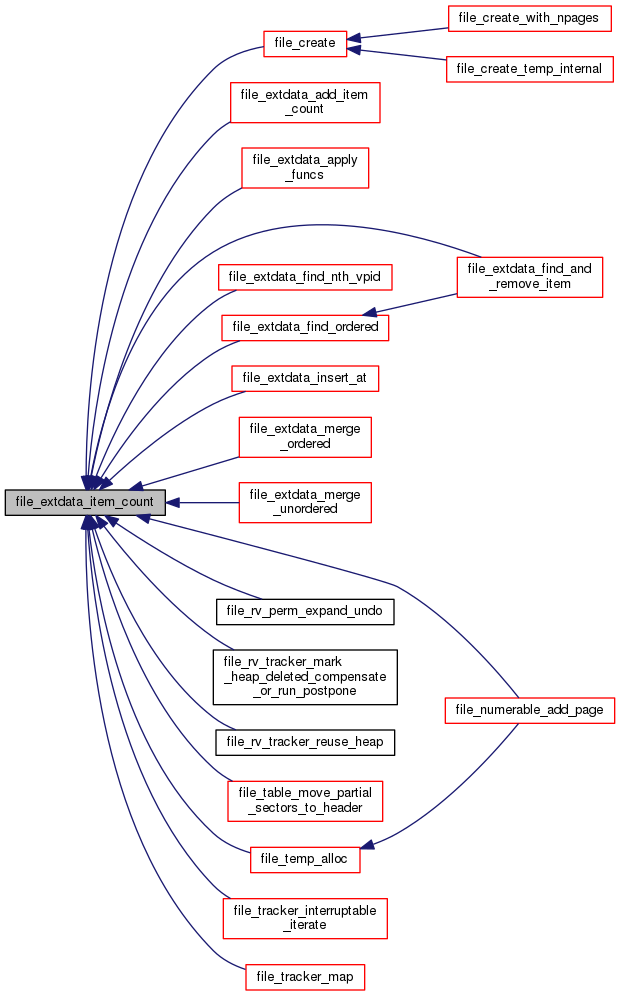 file_create_with_npages
file_create
file_create_temp_internal
file_extdata_add_item
_count
file_extdata_apply
_funcs
file_extdata_find_nth_vpid
file_extdata_find_and
_remove_item
file_extdata_find_ordered
file_extdata_insert_at
file_extdata_merge
_ordered
file_extdata_item_count
file_extdata_merge
_unordered
file_rv_perm_expand_undo
file_rv_tracker_mark
_heap_deleted_compensate
_or_run_postpone
file_numerable_add_page
file_rv_tracker_reuse_heap
file_table_move_partial
_sectors_to_header
file_temp_alloc
file_tracker_interruptable
_iterate
file_tracker_map